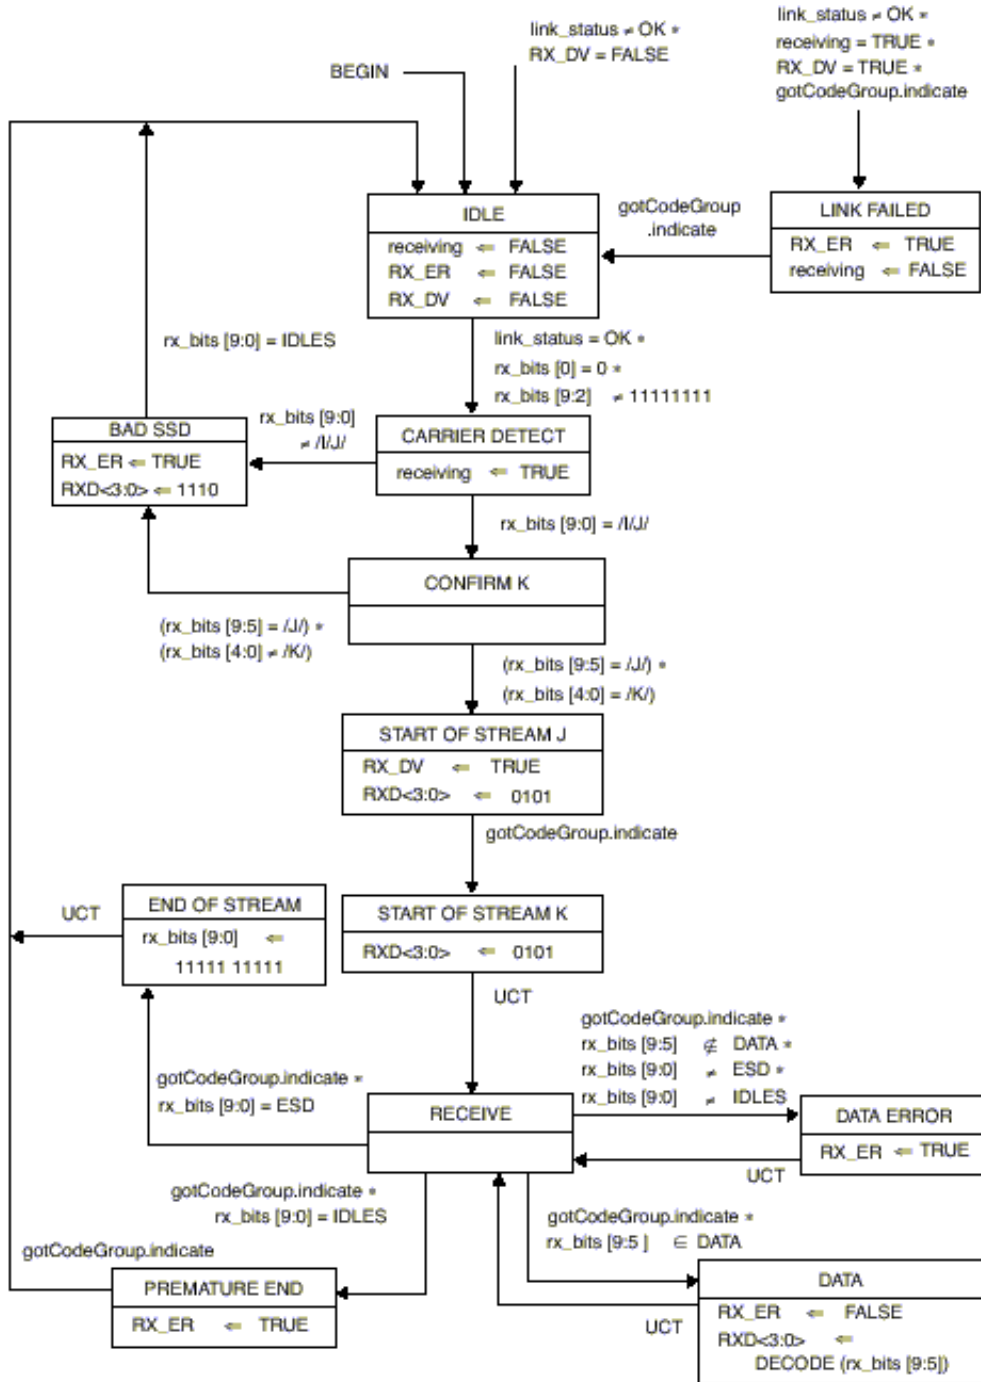 link_status ≠ OK *
RX_DV = FALSE
link_status ≠ OK *
receiving = TRUE *
RX_DV = TRUE *
gotCodeGroup.indicate
BEGIN
IDLE
receiving ⇐ FALSE
RX_ER ⇐ FALSE
RX_DV ⇐ FALSE
gotCodeGroup
.indicate
LINK FAILED
RX_ER ⇐ TRUE
receiving ⇐ FALSE
rx_bits [9:0] = IDLES
link_status = OK *
rx_bits [0] = 0 *
rx_bits [9:2] ≠ 11111111
BAD SSD
RX_ER ⇐ TRUE
RXD<3:0> ⇐ 1110
rx_bits [9:0]
≠ /I/J/
CARRIER DETECT
receiving ⇐ TRUE
rx_bits [9:0] = /I/J/
CONFIRM K
(rx_bits [9:5] = /J/) *
(rx_bits [4:0] ≠ /K/)
(rx_bits [9:5] = /J/) *
(rx_bits [4:0] = /K/)
START OF STREAM J
RX_DV ⇐ TRUE
RXD<3:0> ⇐ 0101
gotCodeGroup.indicate
UCT
END OF STREAM
rx_bits [9:0] ⇐
11111 11111
START OF STREAM K
RXD<3:0> ⇐ 0101
UCT
gotCodeGroup.indicate *
rx_bits [9:0] = ESD
gotCodeGroup.indicate *
rx_bits [9:5] ∉ DATA *
rx_bits [9:0] ≠ ESD *
rx_bits [9:0] ≠ IDLES
RECEIVE
DATA ERROR
RX_ER ⇐ TRUE
UCT
gotCodeGroup.indicate *
rx_bits [9:0] = IDLES
gotCodeGroup.indicate *
rx_bits [9:5 ] ∈ DATA
gotCodeGroup.indicate
PREMATURE END
RX_ER ⇐ TRUE
UCT
DATA
RX_ER ⇐ FALSE
RXD<3:0> ⇐
DECODE (rx_bits [9:5])